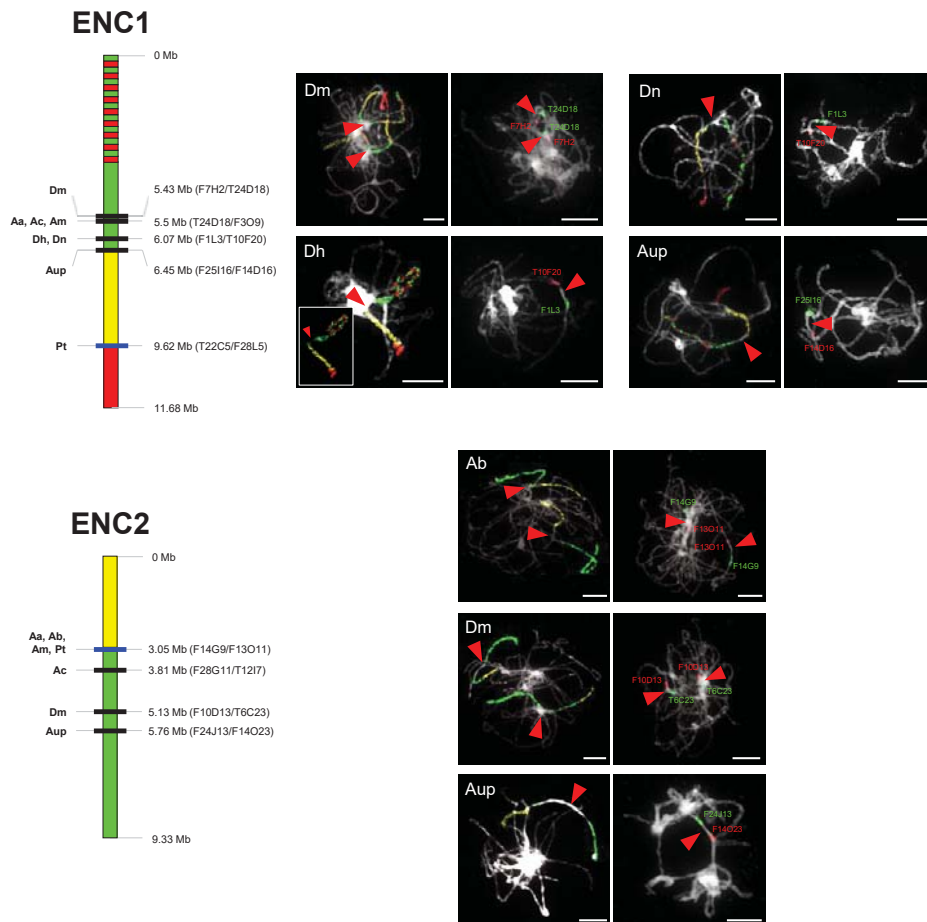 ENC1
0 Mb
Dm
5.43 Mb (F7H2/T24D18)
Aa, Ac, Am
5.5 Mb (T24D18/F3O9)
Dh, Dn
6.07 Mb (F1L3/T10F20)
Aup
6.45 Mb (F25I16/F14D16)
Pt
9.62 Mb (T22C5/F28L5)
11.68 Mb
Dm
T24D18
F7H2
T24D18
F7H2
Dn
F1L3
T10F20
Dh
T10F20
F1L3
Aup
F25I16
F14D16
ENC2
0 Mb
Aa, Ab,
Am, Pt
3.05 Mb (F14G9/F13O11)
Ac
3.81 Mb (F28G11/T12I7)
Dm
5.13 Mb (F10D13/T6C23)
Aup
5.76 Mb (F24J13/F14O23)
9.33 Mb
Ab
F14G9
F13O11
F13O11
F14G9
Dm
F10D13
F10D13
T6C23
T6C23
Aup
F24J13
F14O23